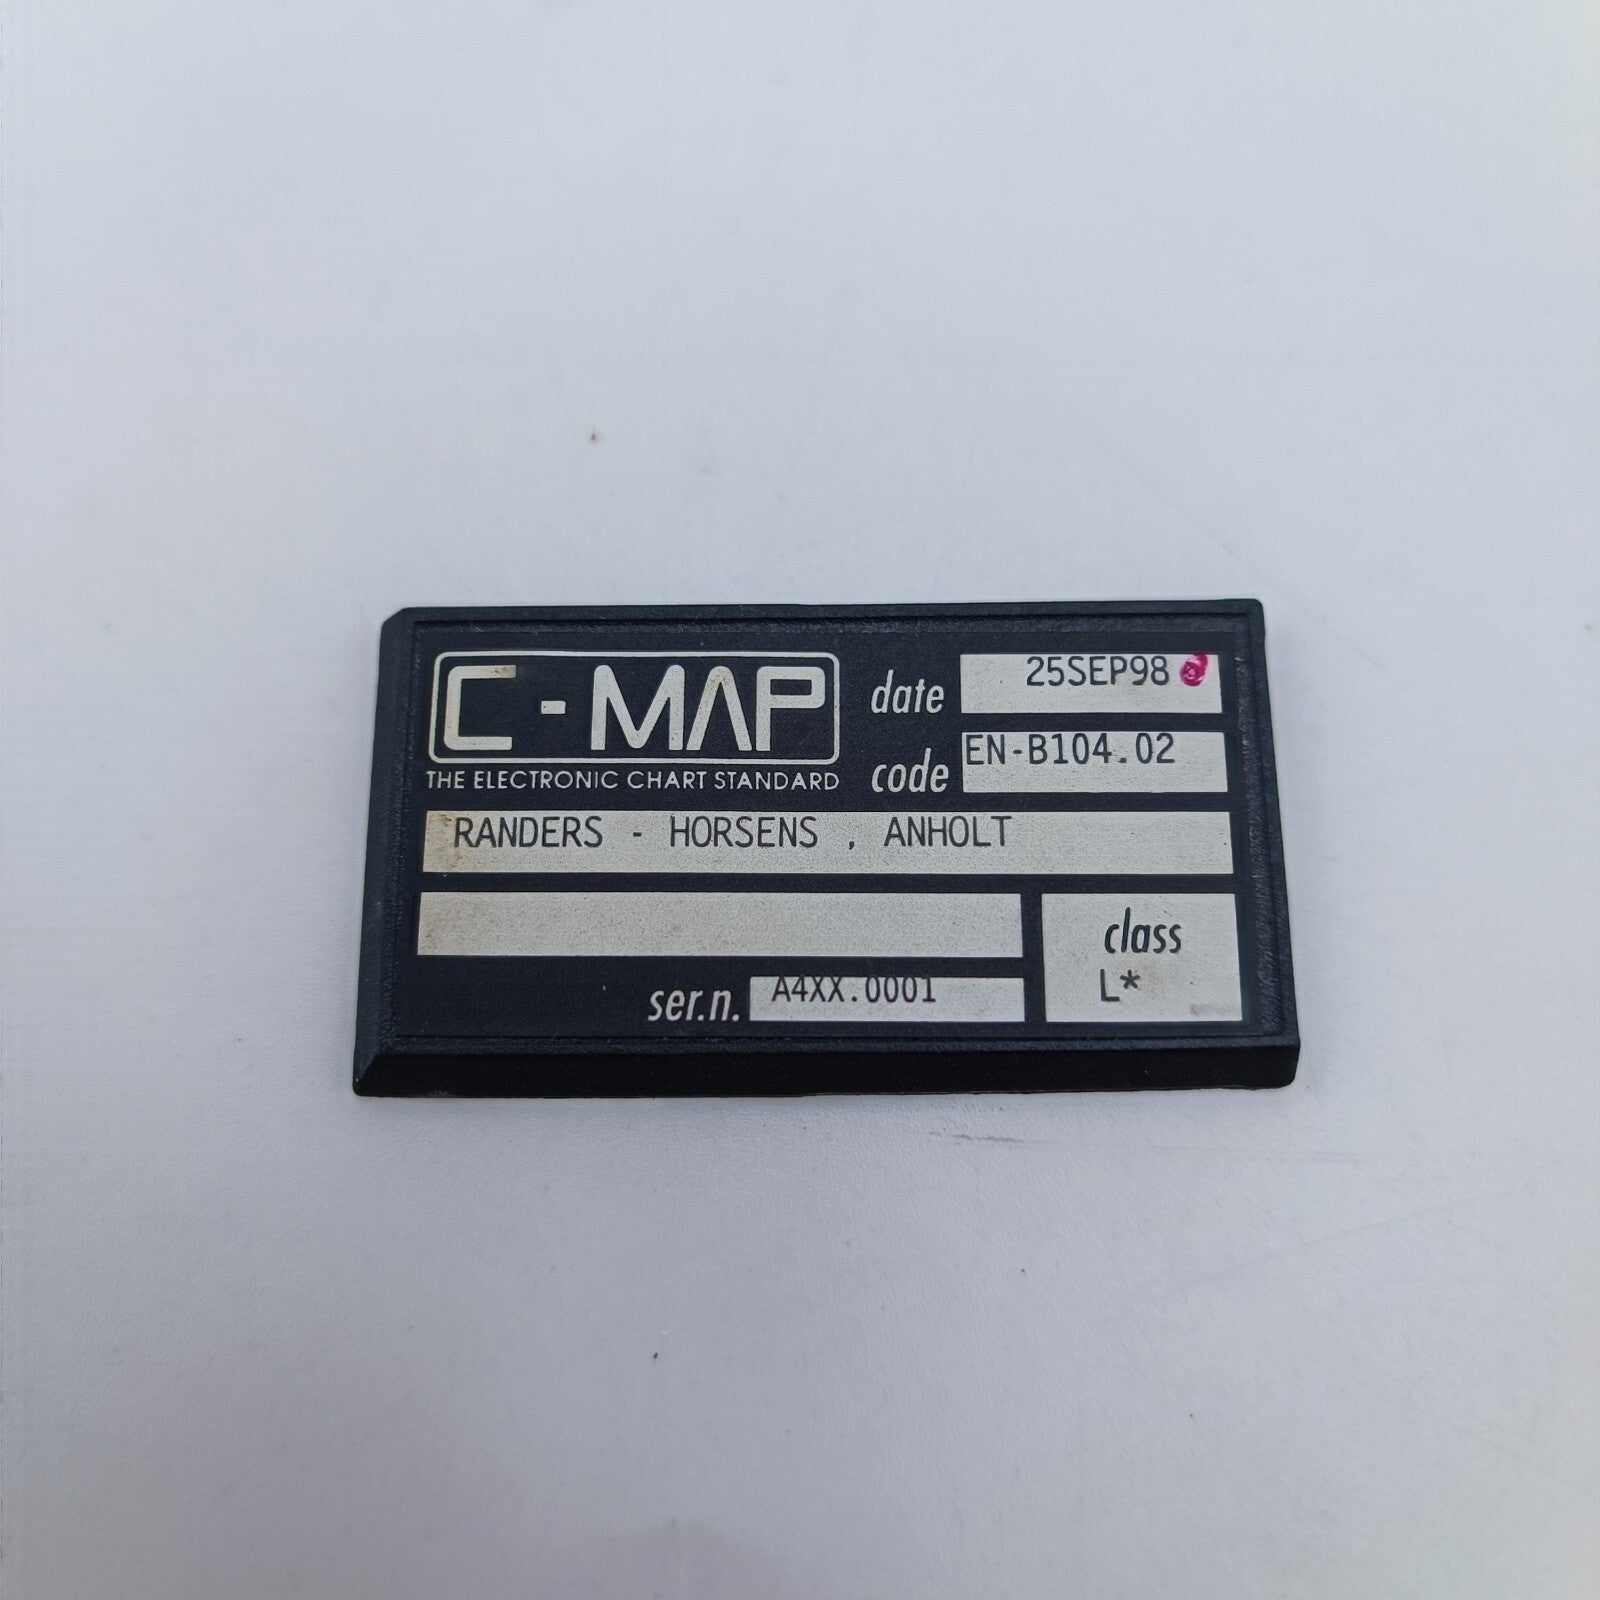 C-MAP
THE ELECTRONIC CHART STANDARD
date 25SEP98
code EN-B104.02
RANDERS - HORSENS , ANHOLT
class
L*
ser.n. A4XX.0001